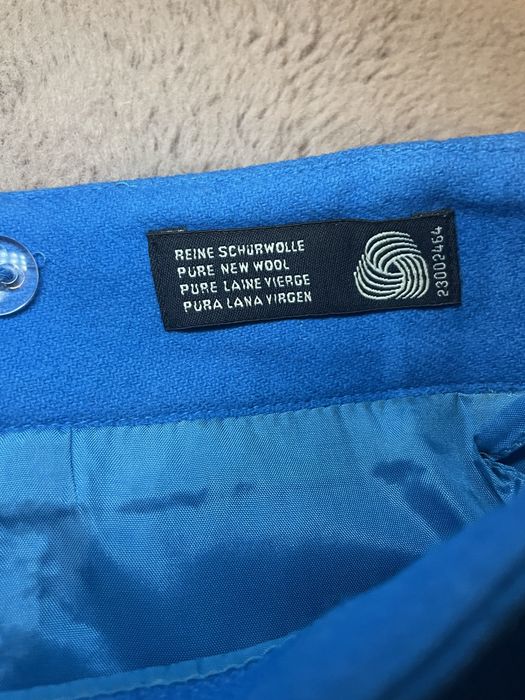 REINE SCHURWOLLE
PURE NEW WOOL
PURE LAINE VIERGE
PURA LANA VIRGEN
23002464